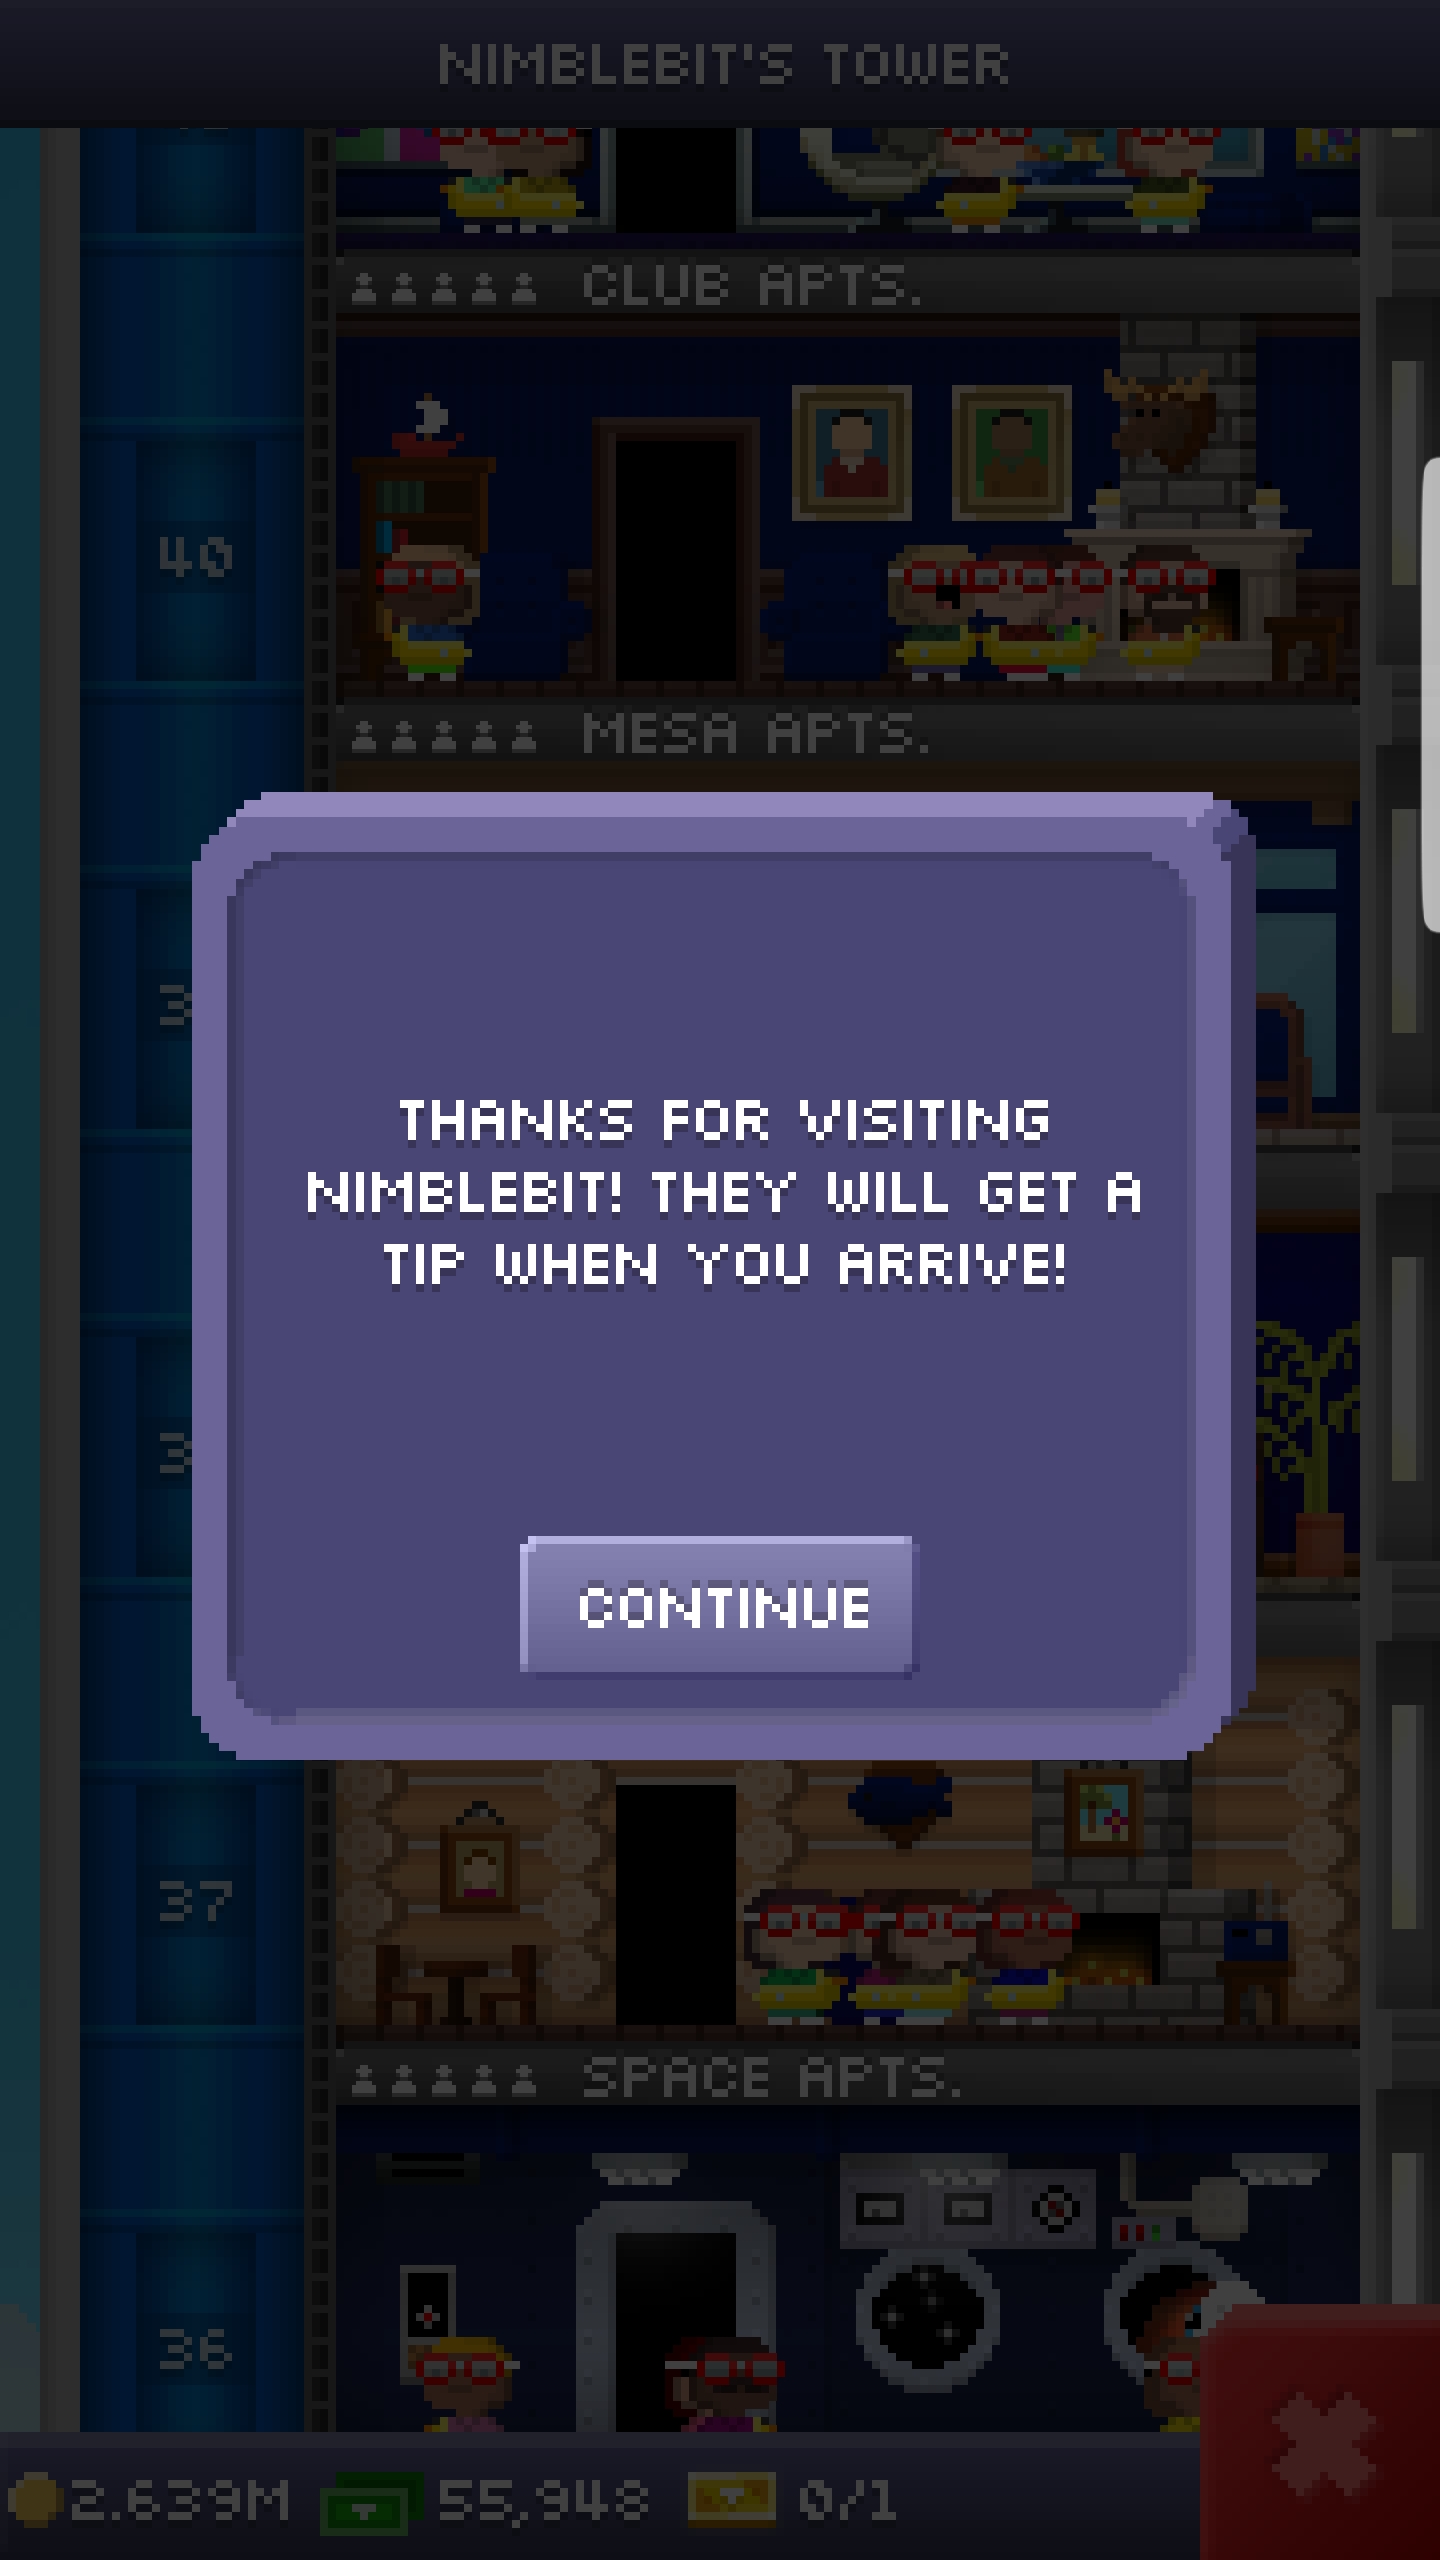 NIMBLEBIT'S TOWER
CLUB APTS.
40
MESA APTS.
THANKS FOR VISITING
NIMBLEBIT! THEY WILL GET A
TIP WHEN YOU ARRIVE!
CONTINUE
37
SPACE APTS.
36
2.639M 55,948 0/1